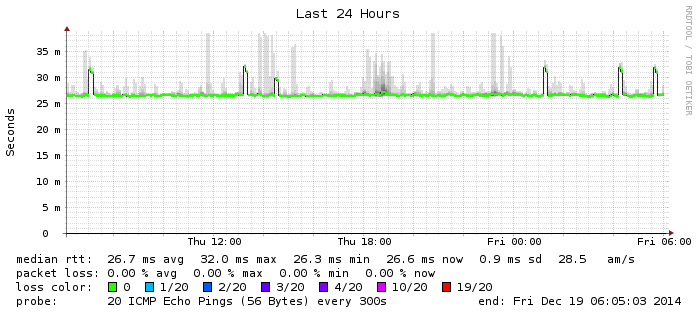 Last 24 Hours
RRDTOOL / TOBI OETIKER
Seconds
35 m
30 m
25 m
20 m
15 m
10 m
5 m
0
Thu 12:00 Thu 18:00 Fri 00:00 Fri 06:00
median rtt: 26.7 ms avg 32.0 ms max 26.3 ms min 26.6 ms now 0.9 ms sd 28.5 am/s
packet loss: 0.00 % avg 0.00 % max 0.00 % min 0.00 % now
loss color: 0 1/20 2/20 3/20 4/20 10/20 19/20
probe: 20 ICMP Echo Pings (56 Bytes) every 300s end: Fri Dec 19 06:05:03 2014